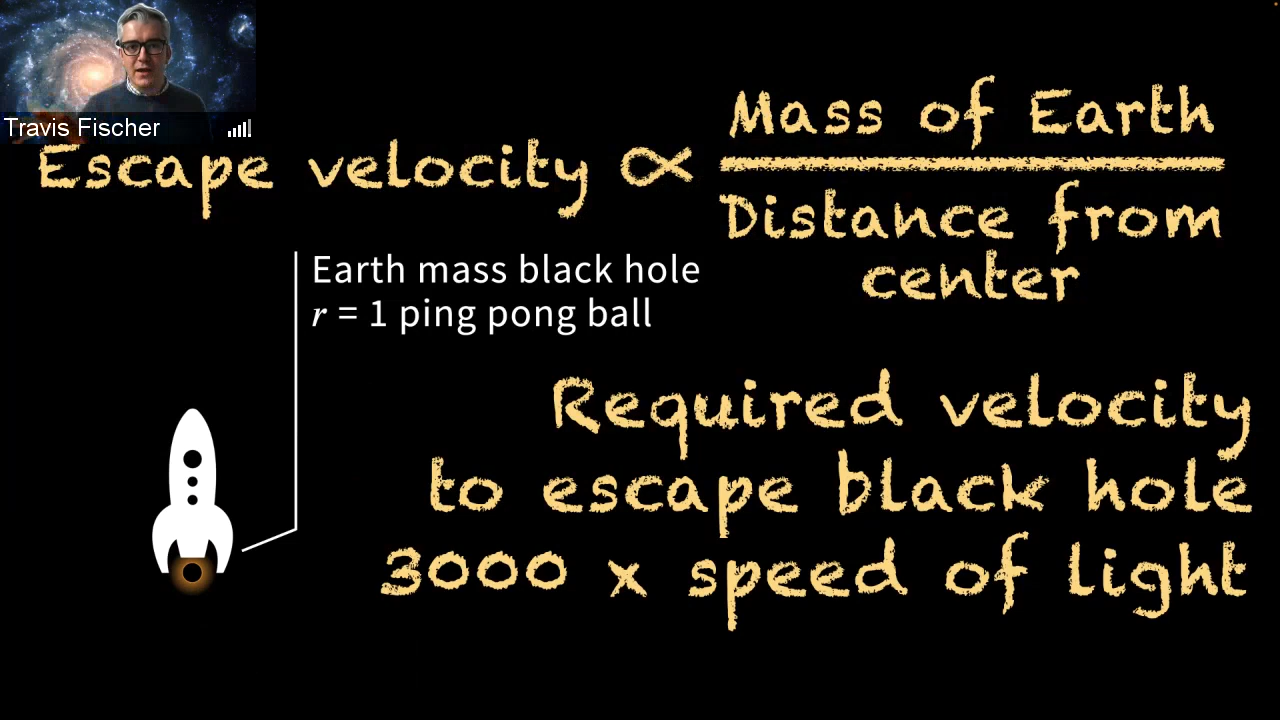 Travis Fischer
Escape velocity ∝
Mass of Earth
Distance from
center
Earth mass black hole
r = 1 ping pong ball
Required velocity
to escape black hole
3000 x speed of light